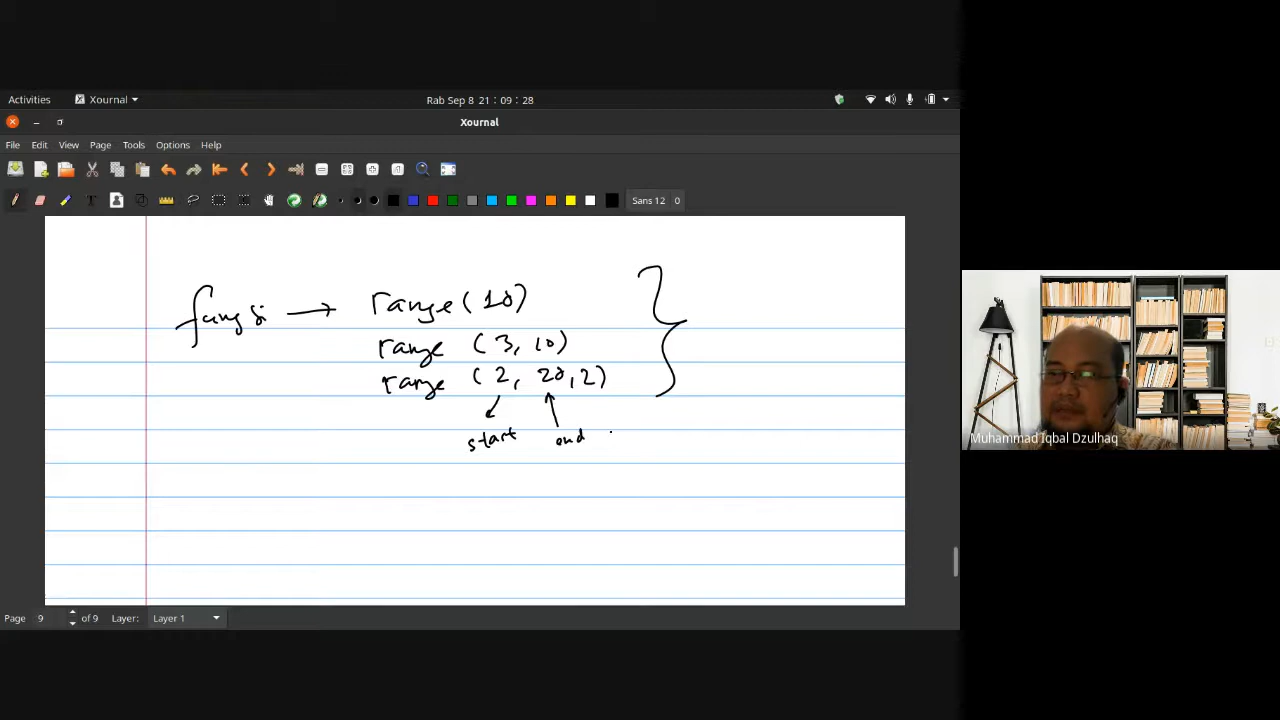 Activities Xournal Rab Sep 8 21:09:28
Xournal
File Edit View Page Tools Options Help
Sans 12 0
fungsi → range(10)
range (3, 10)
range (2, 20, 2)
start end
Muhammad Iqbal Dzulhaq
Page 9 of 9 Layer: Layer 1